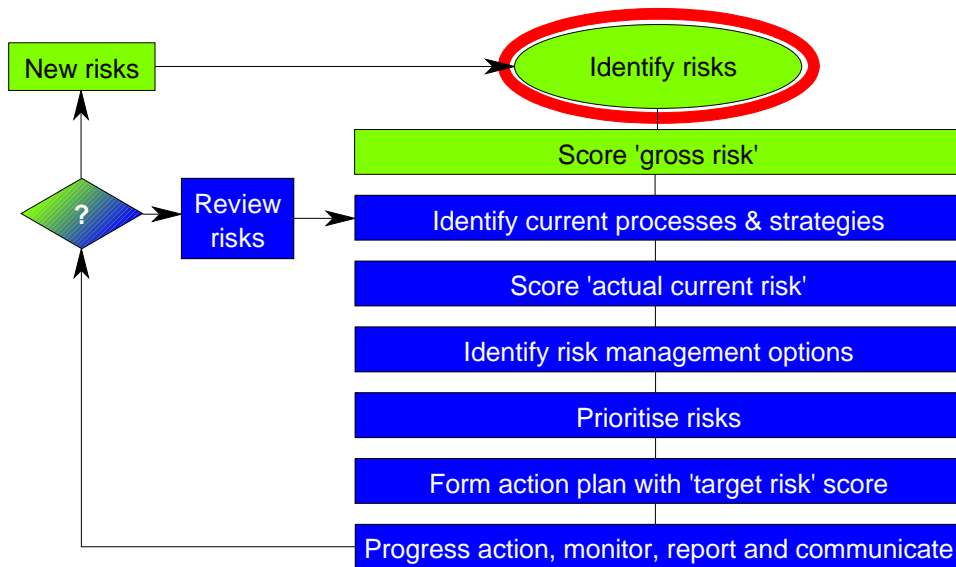 New risks
Identify risks
Score 'gross risk'
?
Review
risks
Identify current processes & strategies
Score 'actual current risk'
Identify risk management options
Prioritise risks
Form action plan with 'target risk' score
Progress action, monitor, report and communicate